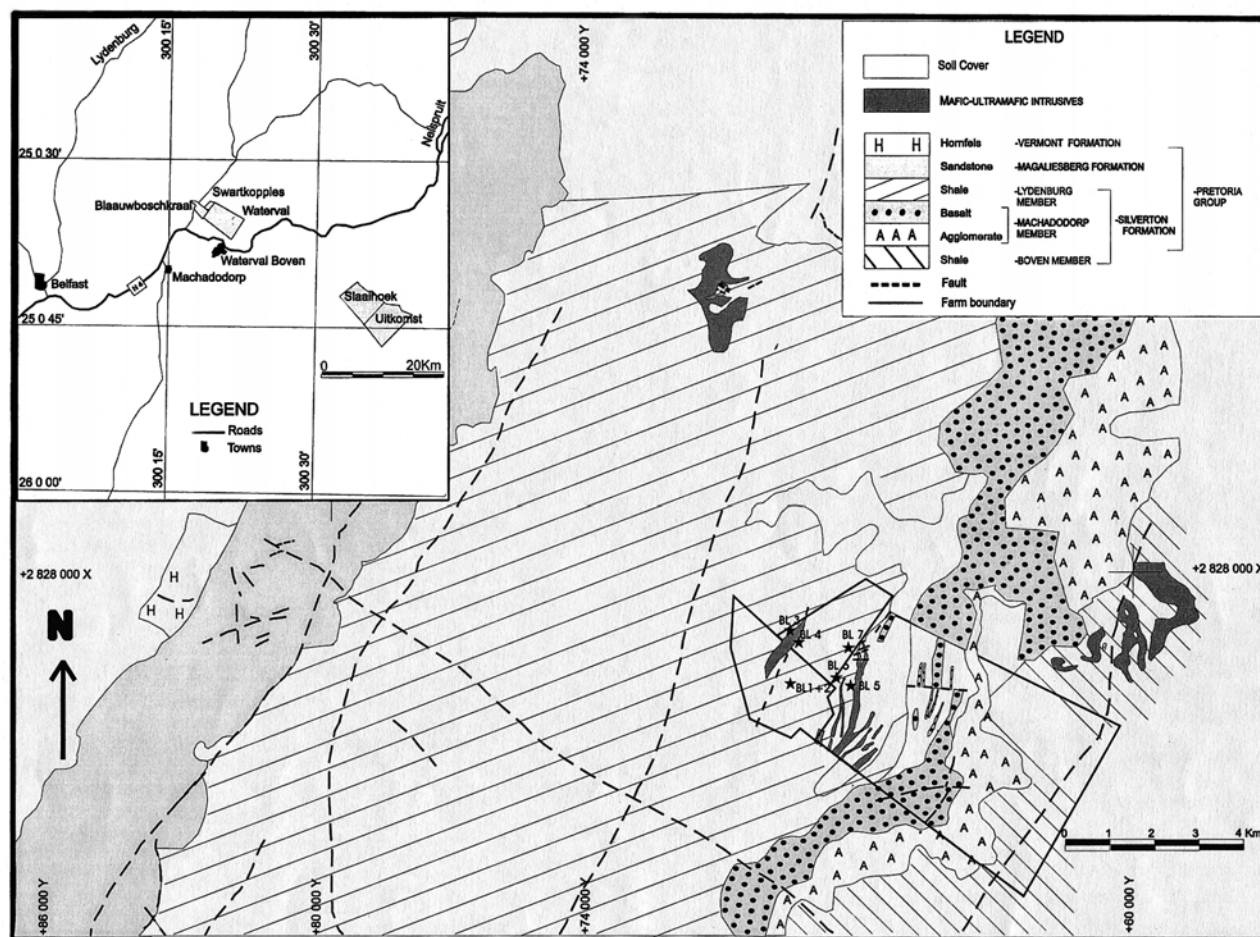 Lydenburg
300 15'
300 30'
Nelspruit
25 0 30'
Swartkoppies
Blaauwboschkraal
Waterval
Waterval Boven
Belfast
Machadodorp
N 4
Slaaihoek
Uitkomst
25 0 45'
0 20Km
LEGEND
Roads
Towns
300 15'
300 30'
26 0 00'
+74 000 Y
LEGEND
Soil Cover
MAFIC-ULTRAMAFIC INTRUSIVES
H H Hornfels -VERMONT FORMATION
Sandstone -MAGALIESBERG FORMATION
Shale -LYDENBURG MEMBER
Basalt
A A A Agglomerate -MACHADODORP MEMBER
Shale -BOVEN MEMBER
-SILVERTON FORMATION
-PRETORIA GROUP
Fault
Farm boundary
+2 828 000 X
+2 828 000 X
H
H H
N
BL 3
BL 4
BL 7
BL 6
BL1+2
BL 5
0 1 2 3 4 Km
+86 000 Y
+80 000 Y
+74 000 Y
+60 000 Y